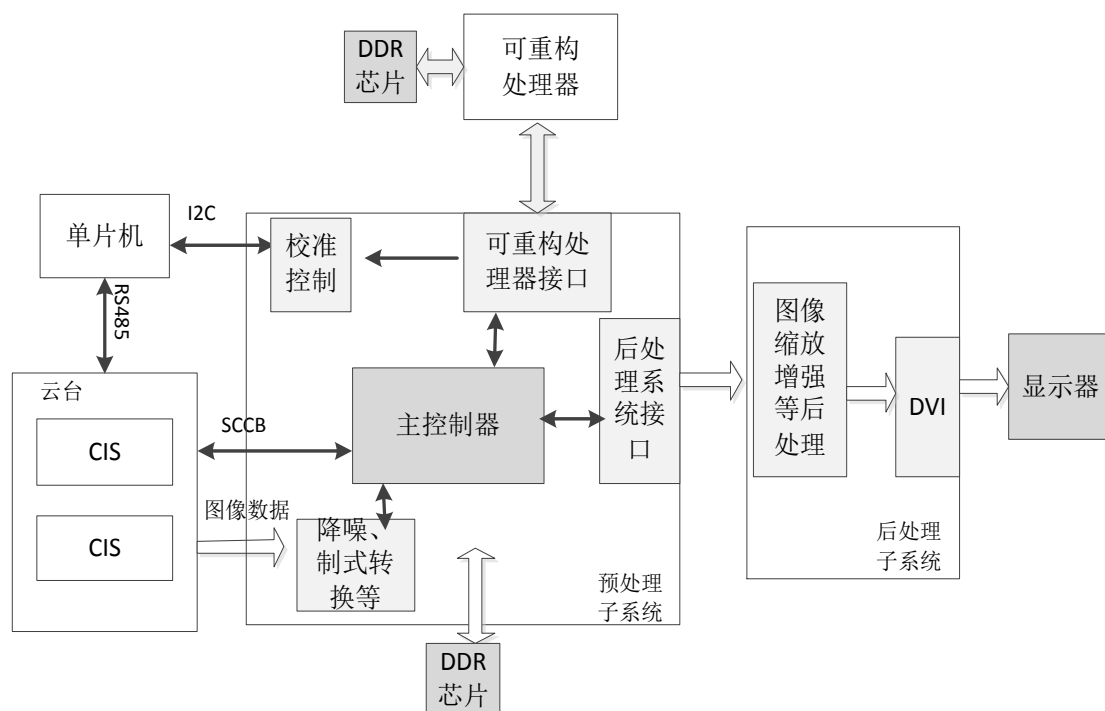 DDR
芯片
可重构
处理器
单片机
I2C
校准
控制
可重构处
理器接口
RS485
云台
CIS
CIS
SCCB
图像数据
主控制器
后处
理系
统接
口
降噪、
制式转
换等
预处理
子系统
DDR
芯片
图像
缩放
增强
等后
处理
DVI
后处理
子系统
显示器